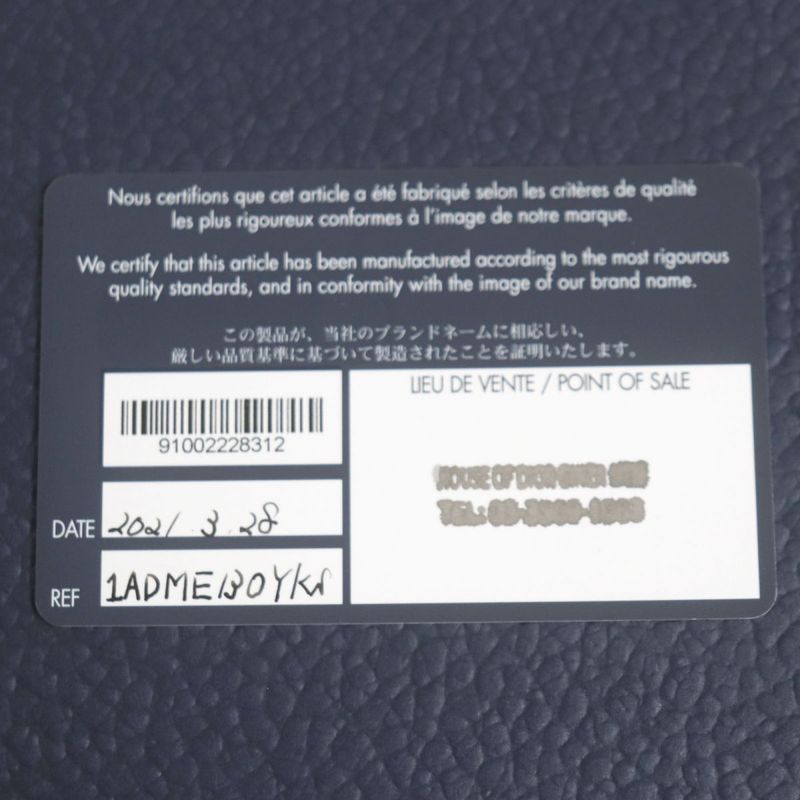 Nous certifions que cet article a été fabriqué selon les critères de qualité
les plus rigoureux conformes à l'image de notre marque.
We certify that this article has been manufactured according to the most rigourous
quality standards, and in conformity with the image of our brand name.
この製品が、当社のブランドネームに相応しい、
厳しい品質基準に基づいて製造されたことを証明いたします。
91002228312
DATE 2021.3.28
REF 1ADME130Y
LIEU DE VENTE / POINT OF SALE
HOUSE OF
TEL: